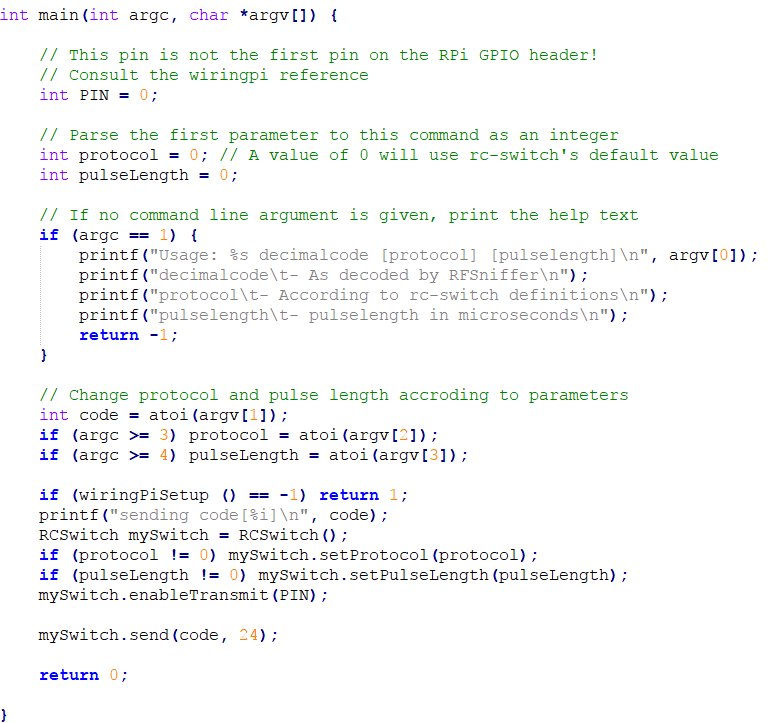 int main(int argc, char *argv[]) {
// This pin is not the first pin on the RPi GPIO header!
// Consult the wiringpi reference
int PIN = 0;
// Parse the first parameter to this command as an integer
int protocol = 0; // A value of 0 will use rc-switch's default value
int pulseLength = 0;
// If no command line argument is given, print the help text
if (argc == 1) {
printf("Usage: %s decimalcode [protocol] [pulselength]\n", argv[0]);
printf("decimalcode\t- As decoded by RFSniffer\n");
printf("protocol\t- According to rc-switch definitions\n");
printf("pulselength\t- pulselength in microseconds\n");
return -1;
}
// Change protocol and pulse length accroding to parameters
int code = atoi(argv[1]);
if (argc >= 3) protocol = atoi(argv[2]);
if (argc >= 4) pulseLength = atoi(argv[3]);
if (wiringPiSetup () == -1) return 1;
printf("sending code[%i]\n", code);
RCSwitch mySwitch = RCSwitch();
if (protocol != 0) mySwitch.setProtocol(protocol);
if (pulseLength != 0) mySwitch.setPulseLength(pulseLength);
mySwitch.enableTransmit(PIN);
mySwitch.send(code, 24);
return 0;
}